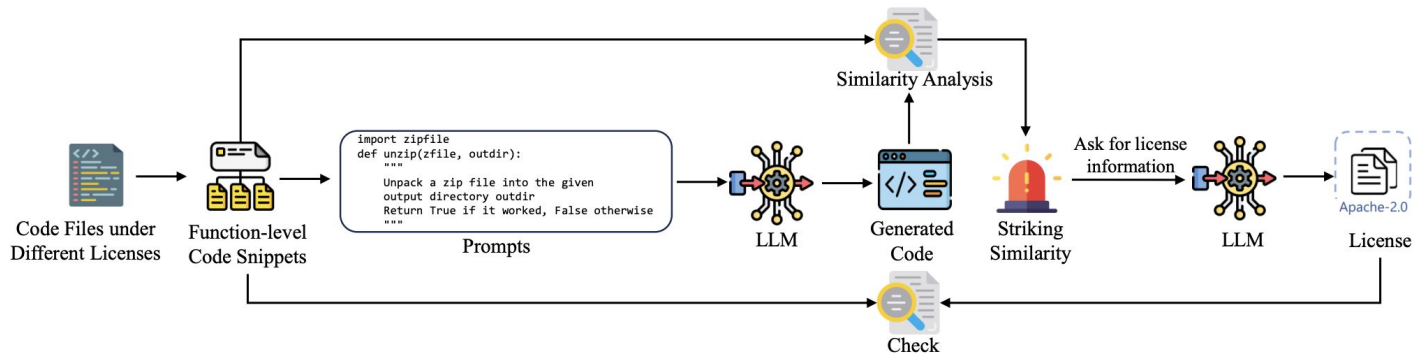 Similarity Analysis
import zipfile
def unzip(zfile, outdir):
"""
Unpack a zip file into the given
output directory outdir
Return True if it worked, False otherwise
"""
Ask for license
information
</>
</>
Apache-2.0
Code Files under
Different Licenses
Function-level
Code Snippets
Prompts
LLM
Generated
Code
Striking
Similarity
LLM
License
Check